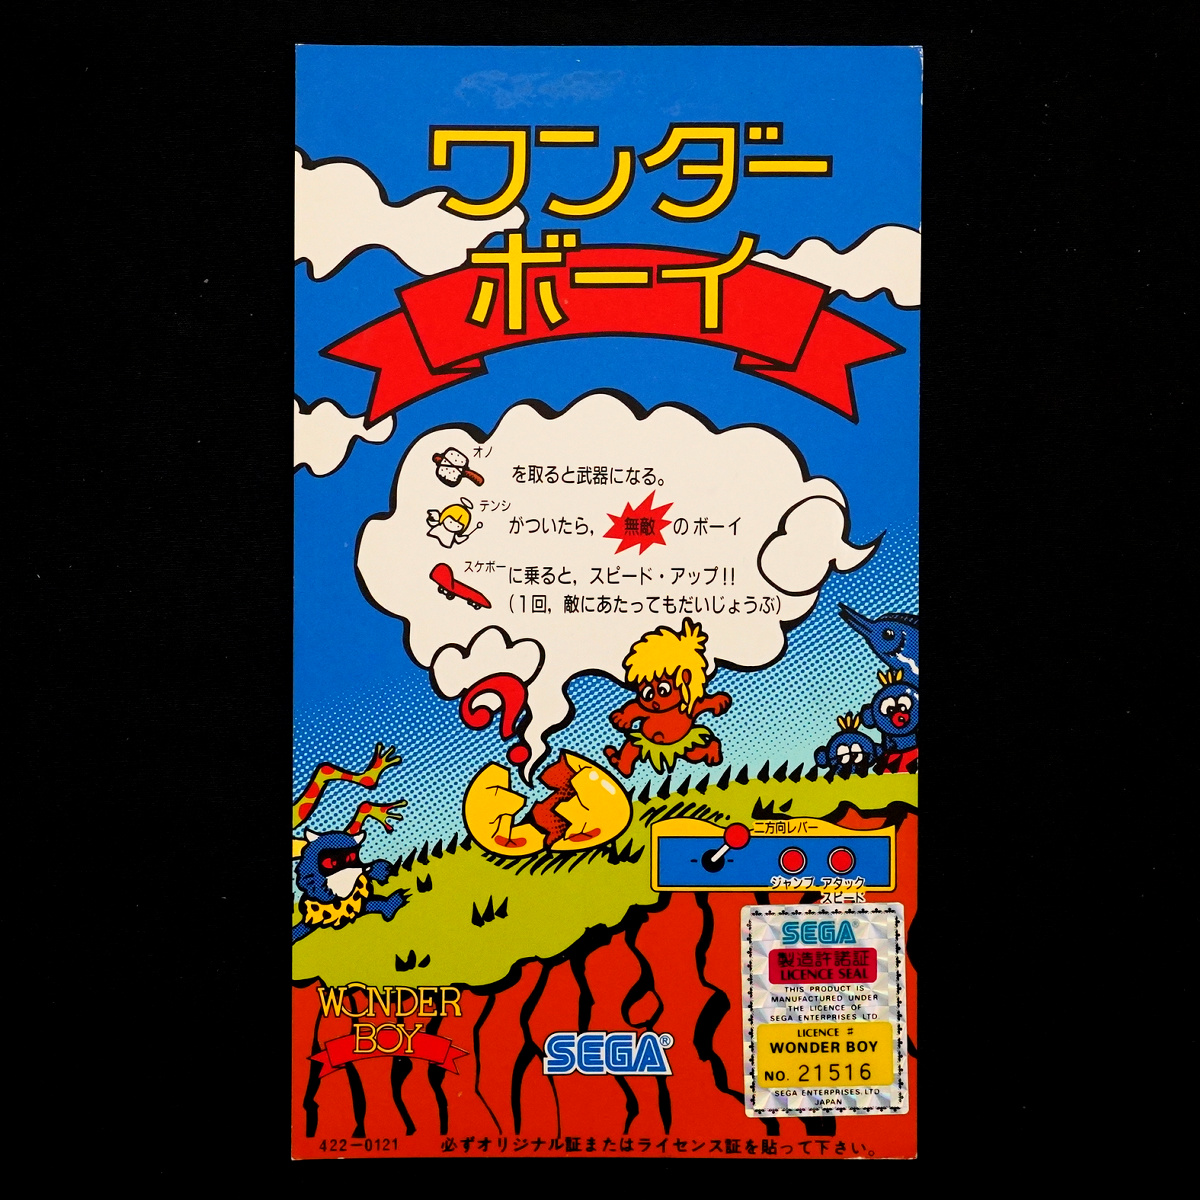 ワンダー
ボーイ
オノ
を取ると武器になる。
テンシ
がついたら, 無敵 のボーイ
スケボー
に乗ると, スピード・アップ!!
(1回, 敵にあたってもだいじょうぶ)
?
二方向レバー
ジャンプ アタック
スピード
SEGA
製造許諾証
LICENCE SEAL
THIS PRODUCT IS
MANUFACTURED UNDER
THE LICENCE OF
SEGA ENTERPRISES LTD.
LICENCE #
WONDER BOY
NO. 21516
SEGA ENTERPRISES.LTD
JAPAN
WONDER
BOY
SEGA®
422-0121
必ずオリジナル証またはライセンス証を貼って下さい。